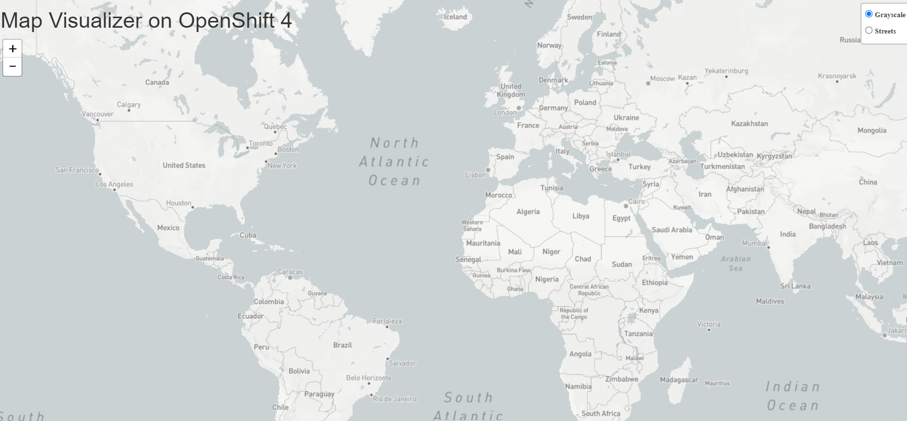 Map Visualizer on OpenShift 4
+
−
Grayscale
Streets
N
Iceland
Sweden
Finland
Norway
Russia
Estonia
Denmark
Lithuania
Moscow
Kazan
Yekaterinburg
Krasnoyarsk
Canada
Calgary
Vancouver
Quebec
Toronto
Boston
New York
United States
San Francisco
Los Angeles
Houston
Mexico
Cuba
Guatemala
Costa Rica
North
Atlantic
Ocean
United
Kingdom
London
Germany
Poland
Ukraine
France
Austria
Moldova
Serbia
Italy
Spain
Lisbon
Istanbul
Greece
Turkey
Azerbaijan
Kazakhstan
Mongolia
Uzbekistan
Kyrgyzstan
Turkmenistan
China
Syria
Iran
Afghanistan
Morocco
Tunisia
Algeria
Libya
Cairo
Egypt
Kuwait
Pakistan
Nepal
Bhutan
Bangladesh
India
Western
Sahara
Saudi Arabia
Oman
Mumbai
Laos
Vietnam
Mauritania
Mali
Niger
Chad
Sudan
Eritrea
Yemen
Arabian
Sea
Senegal
Guinea
Burkina Faso
Ghana
Nigeria
Central African
Republic
Ethiopia
Sri Lanka
Maldives
Malaysia
Jakarta
Caracas
Guyana
Colombia
Ecuador
Peru
Brazil
Fortaleza
Salvador
Bolivia
Belo Horizonte
Paraguay
Rio de Janeiro
Chile
Republic of
the Congo
Kenya
Tanzania
Victoria
Angola
Malawi
Namibia
Zimbabwe
Madagascar
Mauritius
South Africa
South
Atlantic
Indian
Ocean
South